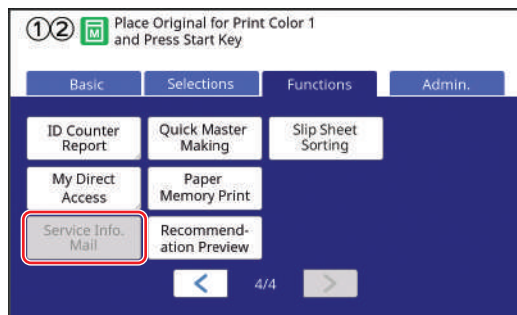 ①② M Place Original for Print Color 1
and Press Start Key
Basic Selections Functions Admin.
ID Counter
Report
Quick Master
Making
Slip Sheet
Sorting
My Direct
Access
Paper
Memory Print
Service Info.
Mail
Recommend-
ation Preview
< 4/4 >